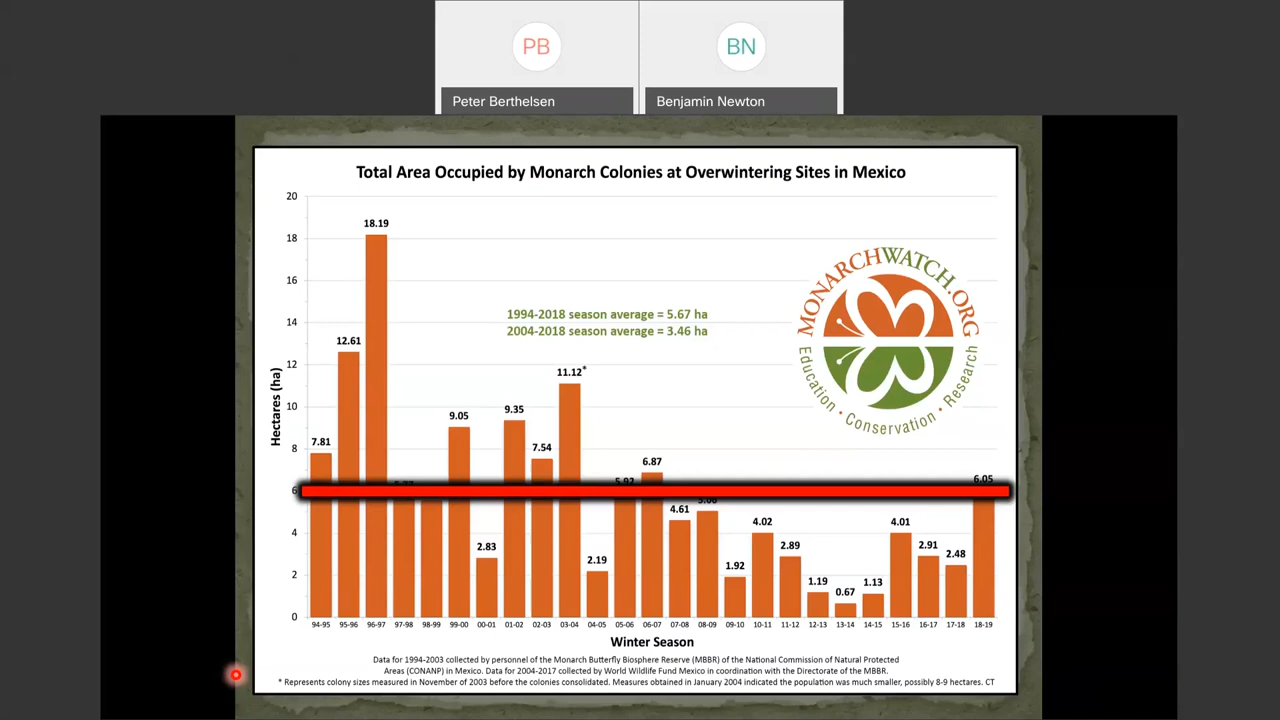 PB
BN
Peter Berthelsen
Benjamin Newton
Total Area Occupied by Monarch Colonies at Overwintering Sites in Mexico
20
18
16
14
12
10
8
6
4
2
0
Hectares (ha)
7.81
12.61
18.19
9.05
2.83
9.35
7.54
11.12*
2.19
5.92
6.87
4.61
1.92
4.02
2.89
1.19
0.67
1.13
4.01
2.91
2.48
6.05
1994-2018 season average = 5.67 ha
2004-2018 season average = 3.46 ha
MONARCHWATCH.ORG
Education • Conservation • Research
94-95 95-96 96-97 97-98 98-99 99-00 00-01 01-02 02-03 03-04 04-05 05-06 06-07 07-08 08-09 09-10 10-11 11-12 12-13 13-14 14-15 15-16 16-17 17-18 18-19
Winter Season
Data for 1994-2003 collected by personnel of the Monarch Butterfly Biosphere Reserve (MBBR) of the National Commission of Natural Protected
Areas (CONANP) in Mexico. Data for 2004-2017 collected by World Wildlife Fund Mexico in coordination with the Directorate of the MBBR.
* Represents colony sizes measured in November of 2003 before the colonies consolidated. Measures obtained in January 2004 indicated the population was much smaller, possibly 8-9 hectares. CT